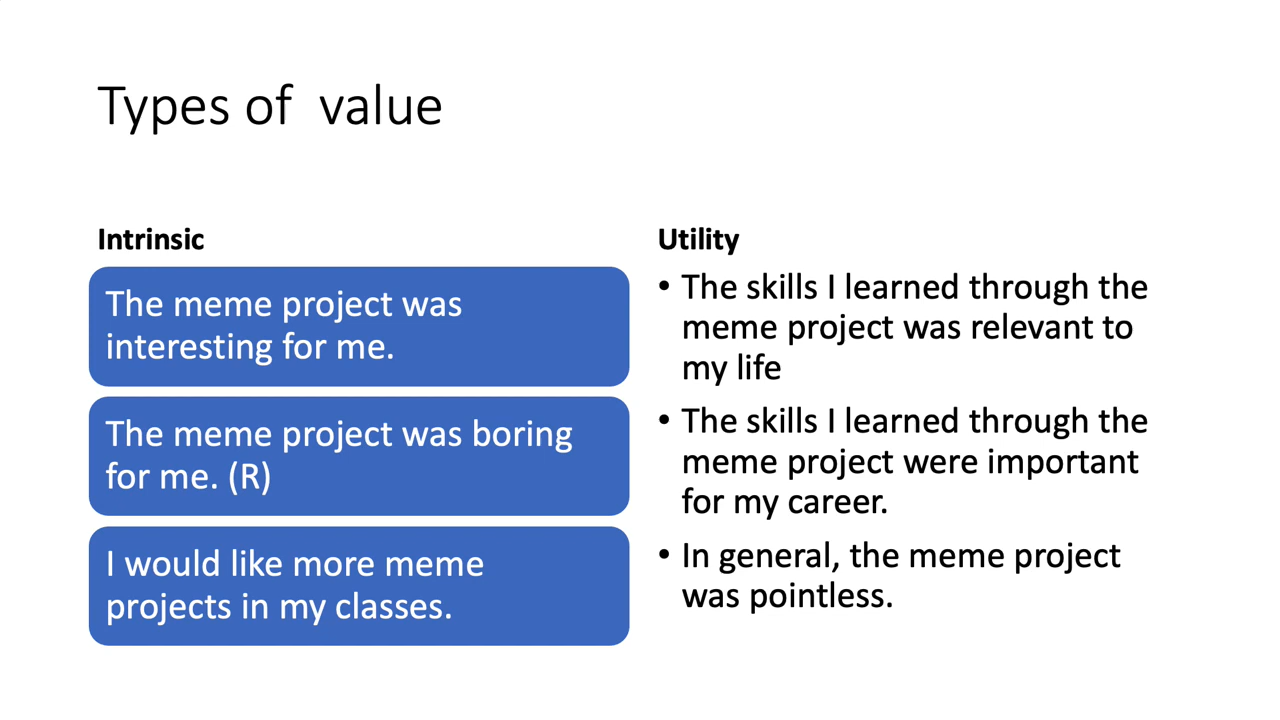 Types of  value
Intrinsic
The meme project was
interesting for me.
The meme project was boring
for me. (R)
I would like more meme
projects in my classes.
Utility
• The skills I learned through the
meme project was relevant to
my life
• The skills I learned through the
meme project were important
for my career.
• In general, the meme project
was pointless.